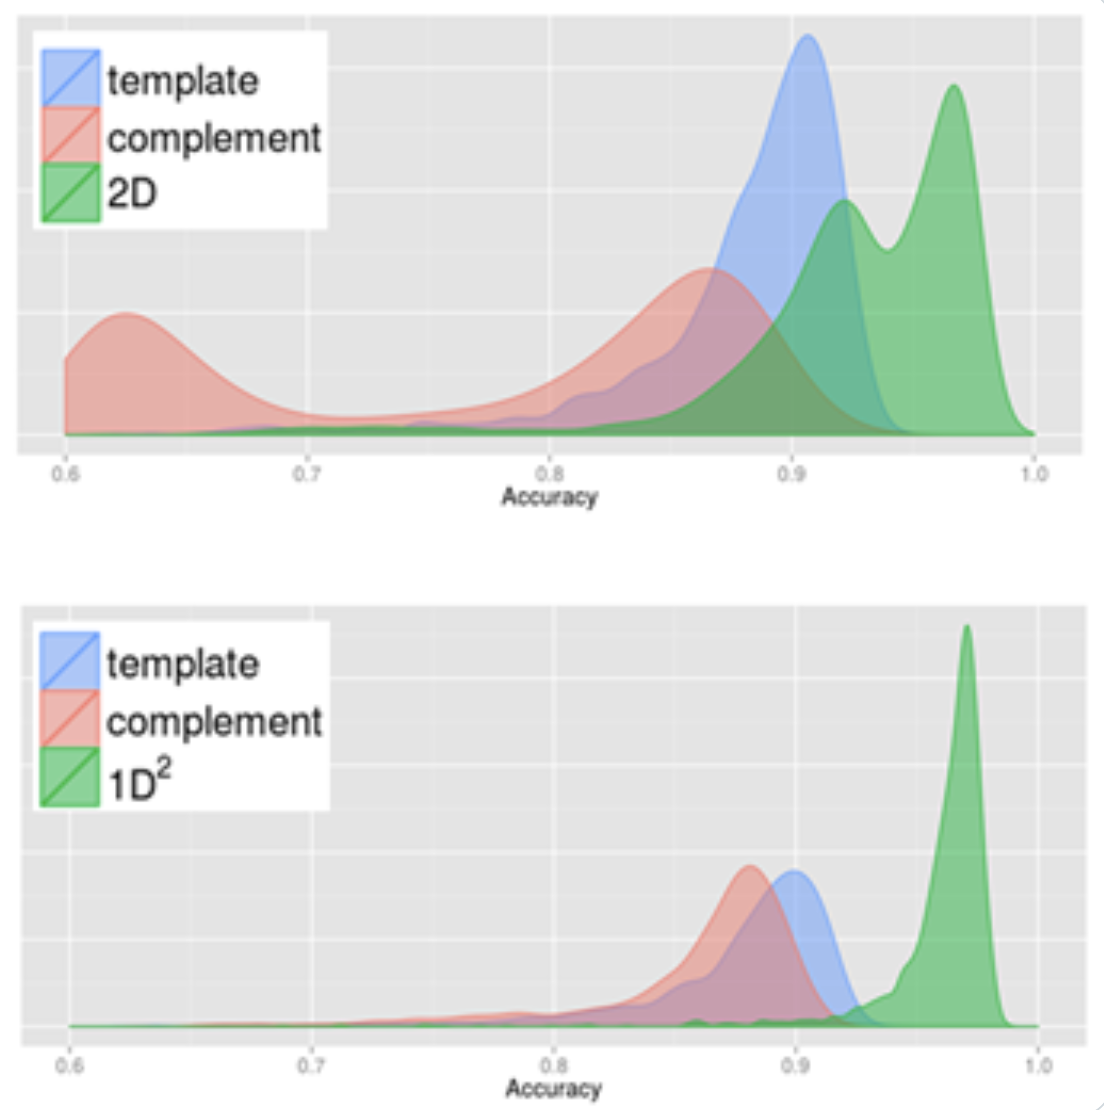 template
complement
2D
0.6 0.7 0.8 0.9 1.0
Accuracy
template
complement
1D²
0.6 0.7 0.8 0.9 1.0
Accuracy